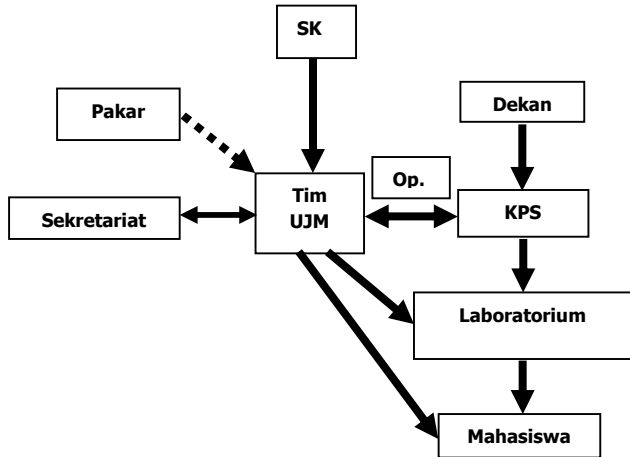 SK
Pakar
Dekan
Op.
Tim
UJM
KPS
Sekretariat
Laboratorium
Mahasiswa